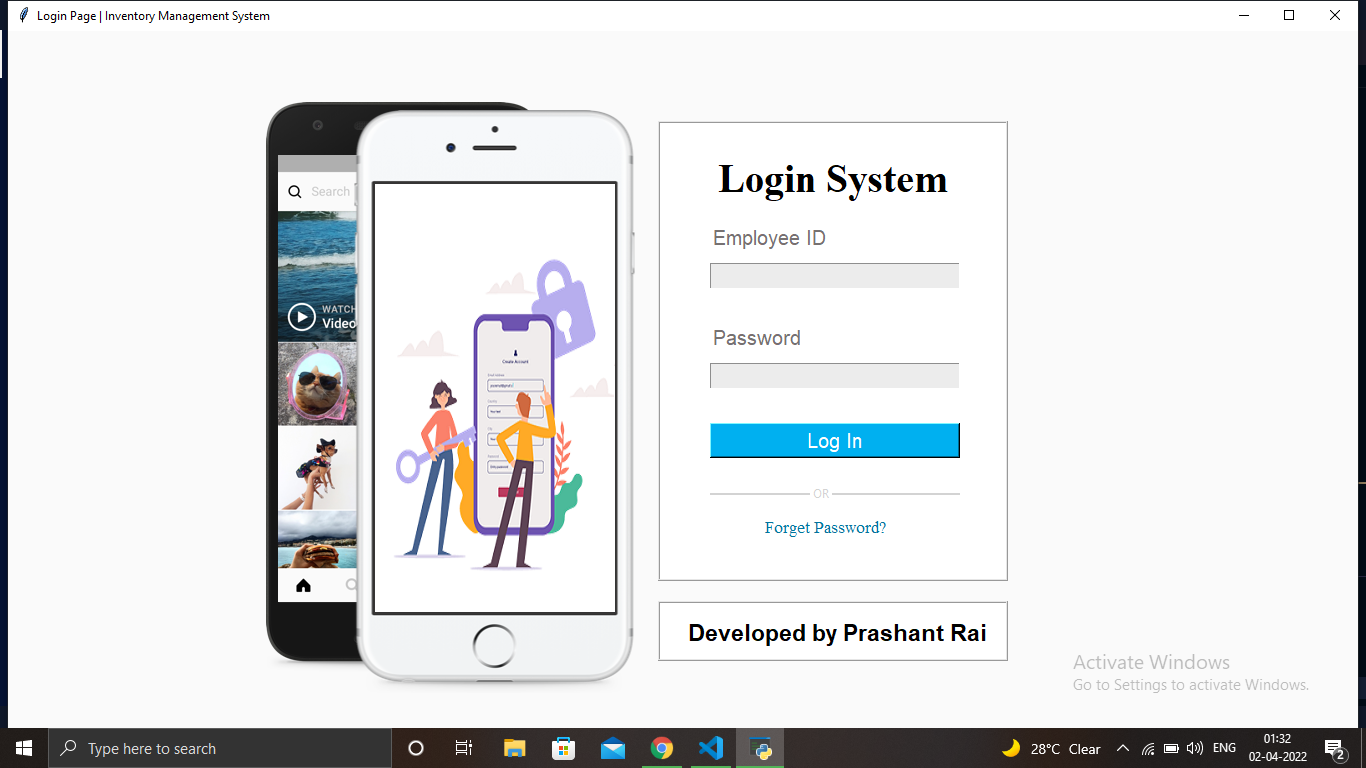 Login Page | Inventory Management System
Search
WATCH
Video
Create Account
Login System
Employee ID
Password
Log In
OR
Forget Password?
Developed by Prashant Rai
Activate Windows
Go to Settings to activate Windows.
Type here to search
28°C Clear
ENG
01:32
02-04-2022
2